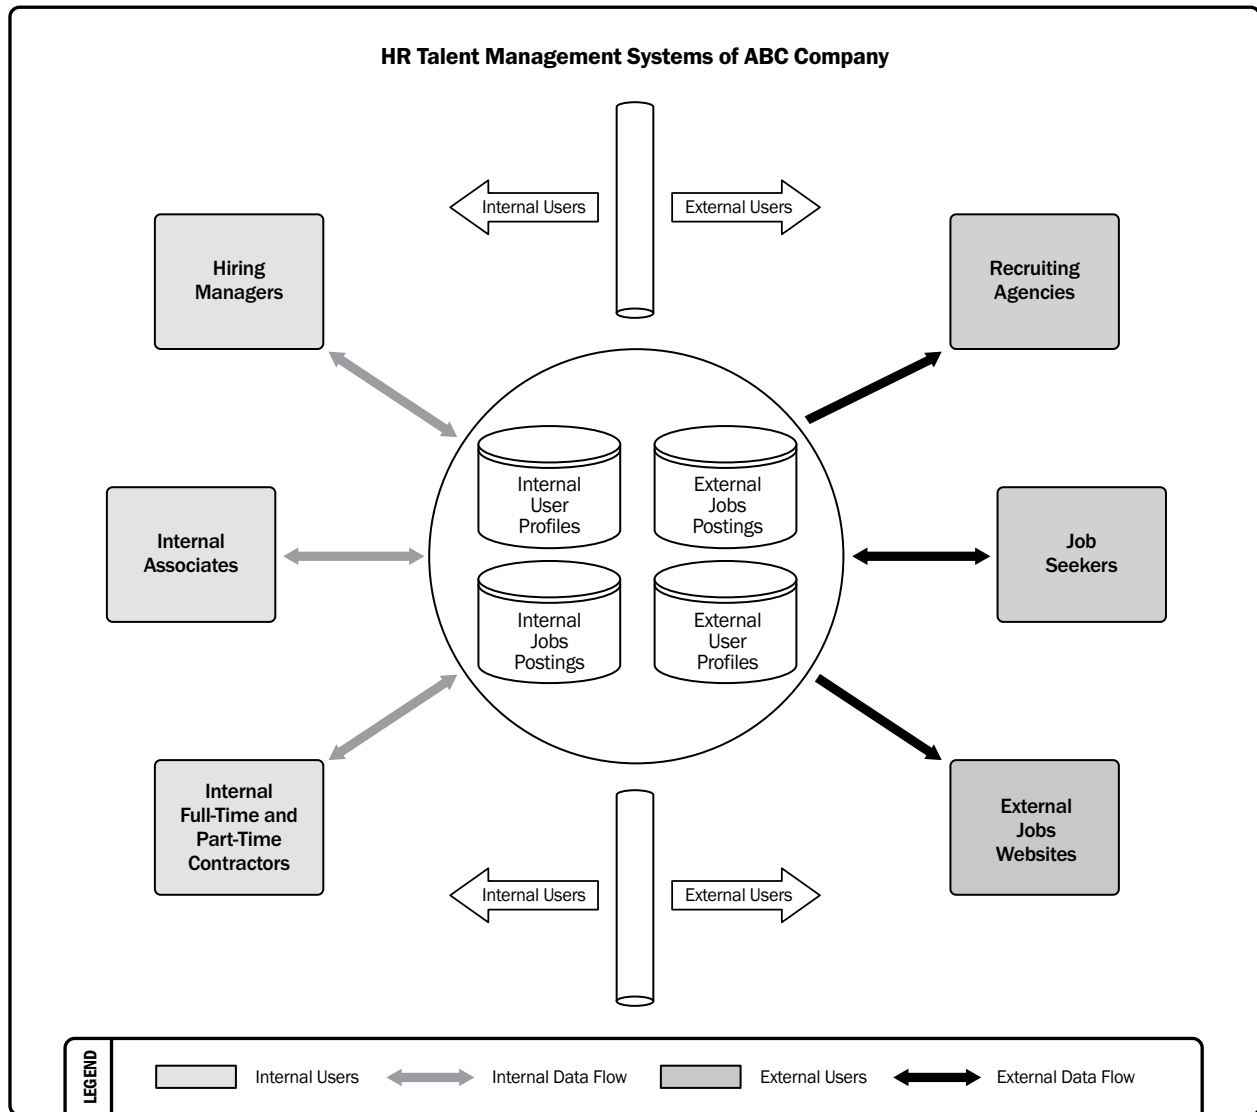 HR Talent Management Systems of ABC Company
Internal Users
External Users
Hiring
Managers
Recruiting
Agencies
Internal
User
Profiles
External
Jobs
Postings
Internal
Associates
Job
Seekers
Internal
Jobs
Postings
External
User
Profiles
Internal
Full-Time and
Part-Time
Contractors
External
Jobs
Websites
Internal Users
External Users
LEGEND
Internal Users
Internal Data Flow
External Users
External Data Flow